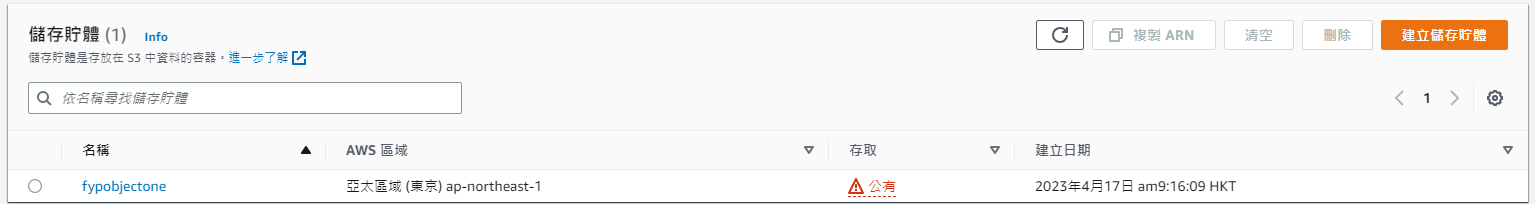 儲存貯體 (1) Info
儲存貯體是存放在 S3 中資料的容器。進一步了解
複製 ARN 清空 刪除 建立儲存貯體
依名稱尋找儲存貯體
1
名稱 AWS 區域 存取 建立日期
fypobjectone 亞太區域 (東京) ap-northeast-1 公有 2023年4月17日 am9:16:09 HKT